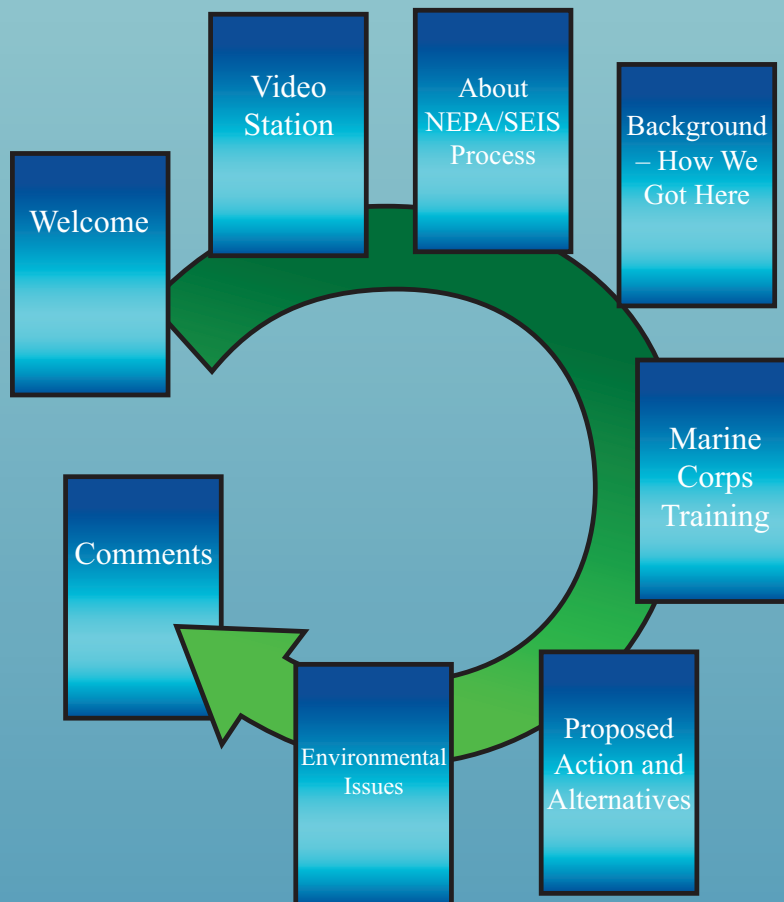 Welcome
Video
Station
About
NEPA/SEIS
Process
Background
– How We
Got Here
Marine
Corps
Training
Proposed
Action and
Alternatives
Environmental
Issues
Comments